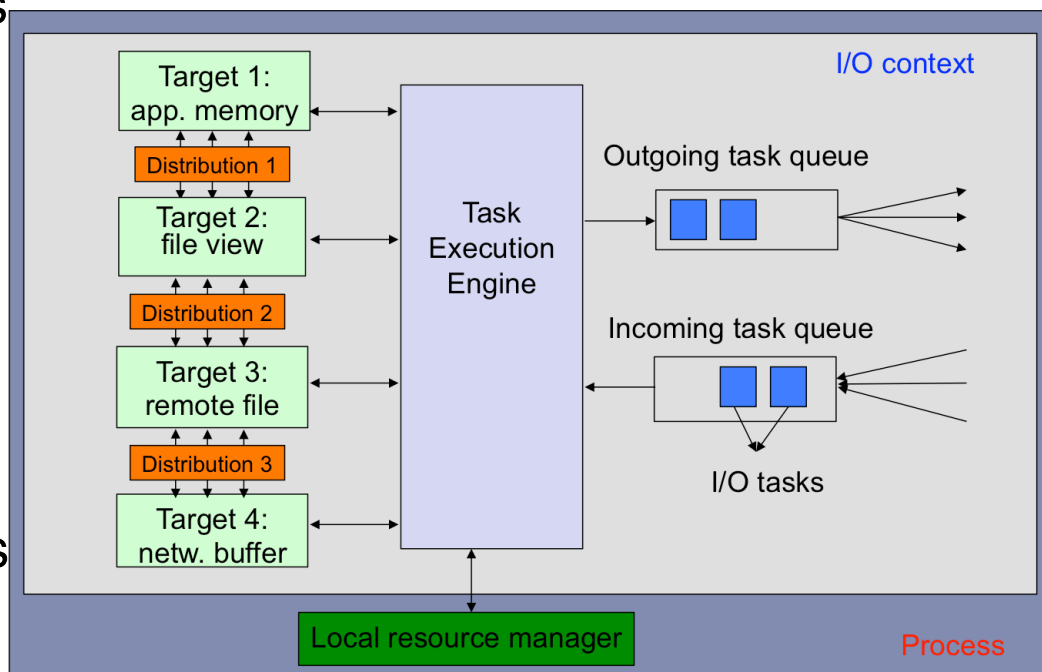 s
I/O context
Target 1:
app. memory
Distribution 1
Target 2:
file view
Distribution 2
Target 3:
remote file
Distribution 3
Target 4:
netw. buffer
Task
Execution
Engine
Outgoing task queue
Incoming task queue
I/O tasks
s
Local resource manager
Process